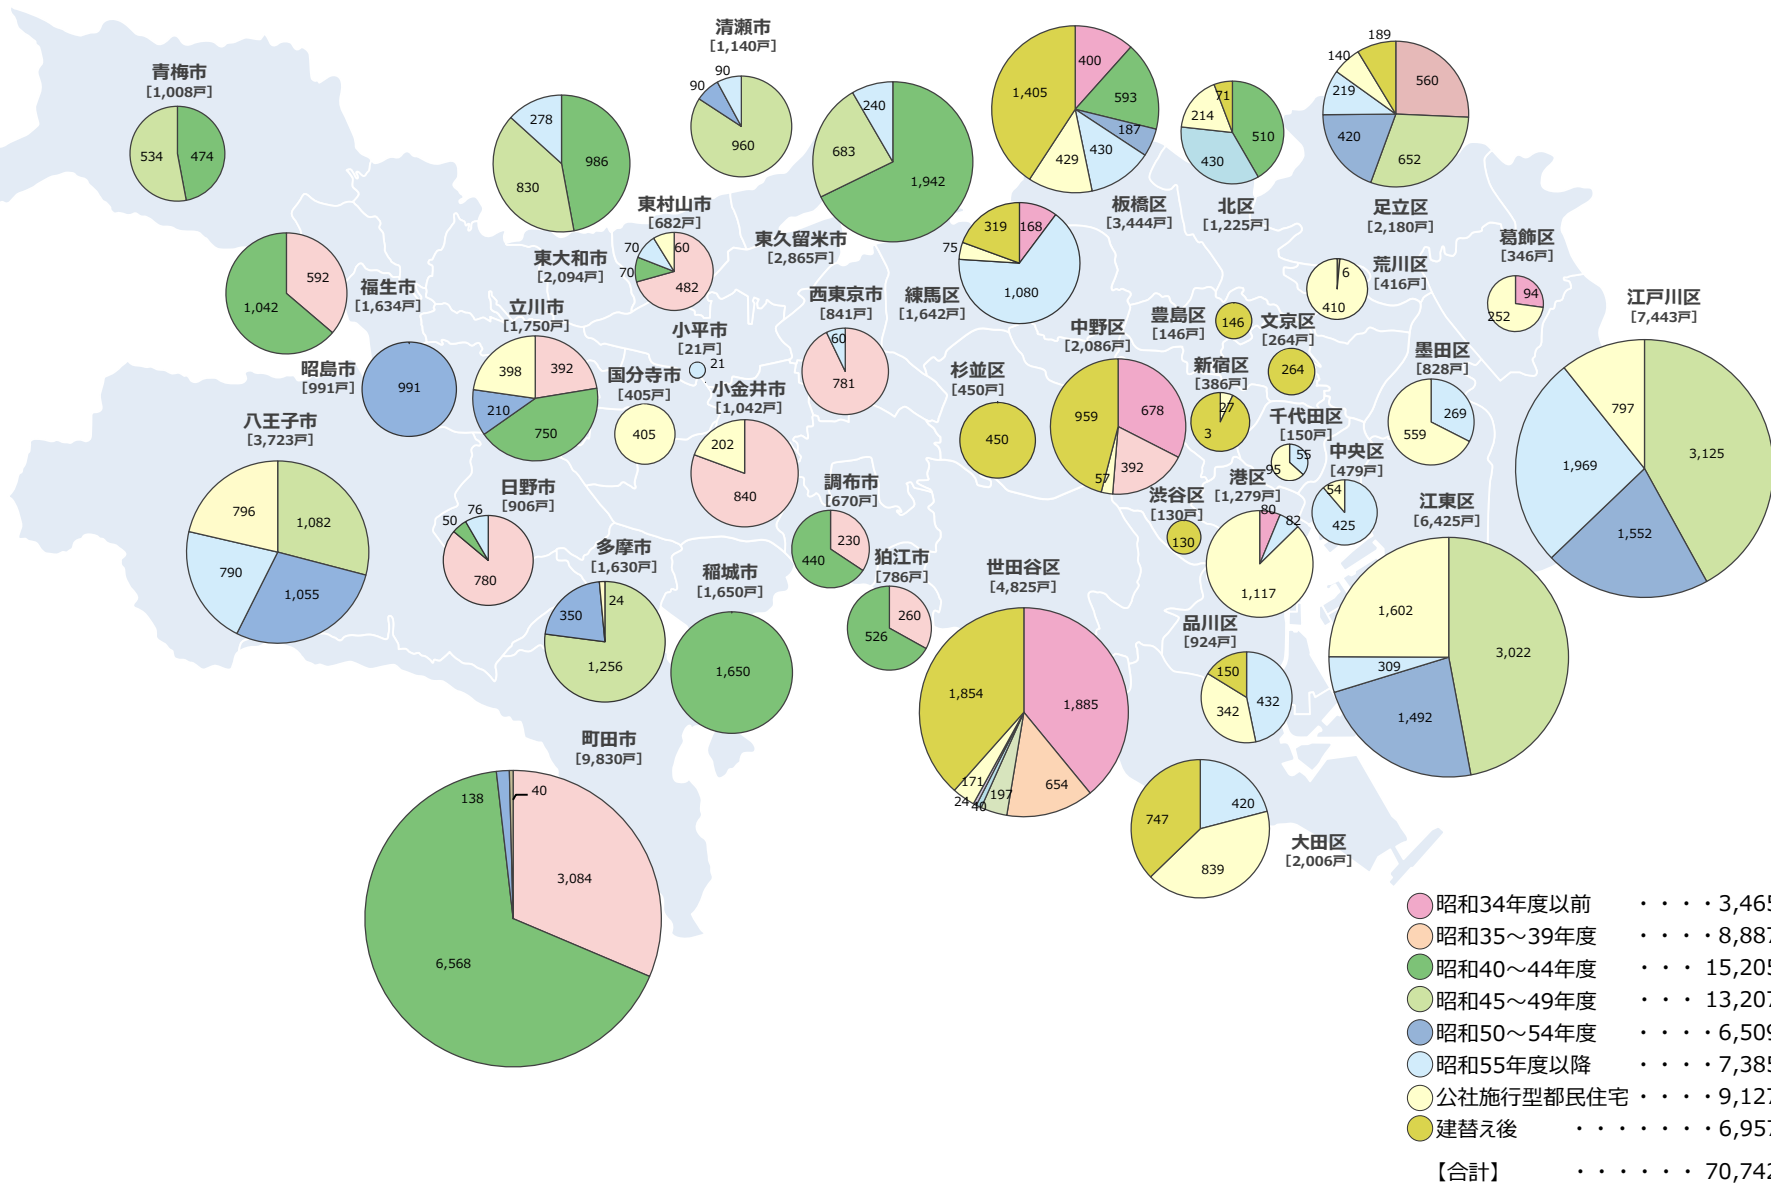 青梅市
[1,008戸]
534
474
清瀬市
[1,140戸]
90
90
960
278
986
830
東大和市
[2,094戸]
240
683
1,942
東久留米市
[2,865戸]
東村山市
[682戸]
60
70
70
482
400
1,405
593
187
430
429
板橋区
[3,444戸]
71
214
510
430
北区
[1,225戸]
189
140
560
219
420
652
足立区
[2,180戸]
葛飾区
[346戸]
94
252
荒川区
[416戸]
6
410
江戸川区
[7,443戸]
797
3,125
1,969
1,552
592
1,042
福生市
[1,634戸]
立川市
[1,750戸]
398
392
210
750
昭島市
[991戸]
991
小平市
[21戸]
21
国分寺市
[405戸]
405
小金井市
[1,042戸]
202
840
西東京市
[841戸]
60
781
練馬区
[1,642戸]
319
168
75
1,080
豊島区
[146戸]
146
文京区
[264戸]
264
中野区
[2,086戸]
959
678
392
57
新宿区
[386戸]
27
3
杉並区
[450戸]
450
墨田区
[828戸]
269
559
千代田区
[150戸]
55
95
中央区
[479戸]
54
425
港区
[1,279戸]
80
82
1,117
渋谷区
[130戸]
130
江東区
[6,425戸]
1,602
3,022
309
1,492
八王子市
[3,723戸]
796
1,082
790
1,055
日野市
[906戸]
76
50
780
多摩市
[1,630戸]
350
24
1,256
稲城市
[1,650戸]
1,650
調布市
[670戸]
230
440
狛江市
[786戸]
260
526
世田谷区
[4,825戸]
1,854
1,885
171
24
40
197
654
品川区
[924戸]
150
432
342
大田区
[2,006戸]
747
420
839
町田市
[9,830戸]
138
40
3,084
6,568
昭和34年度以前 ・・・・3,465
昭和35～39年度 ・・・・8,887
昭和40～44年度 ・・・15,205
昭和45～49年度 ・・・13,207
昭和50～54年度 ・・・・6,509
昭和55年度以降 ・・・・7,385
公社施行型都民住宅・・・・9,127
建替え後 ・・・・・・・6,957
【合計】 ・・・・・・70,742